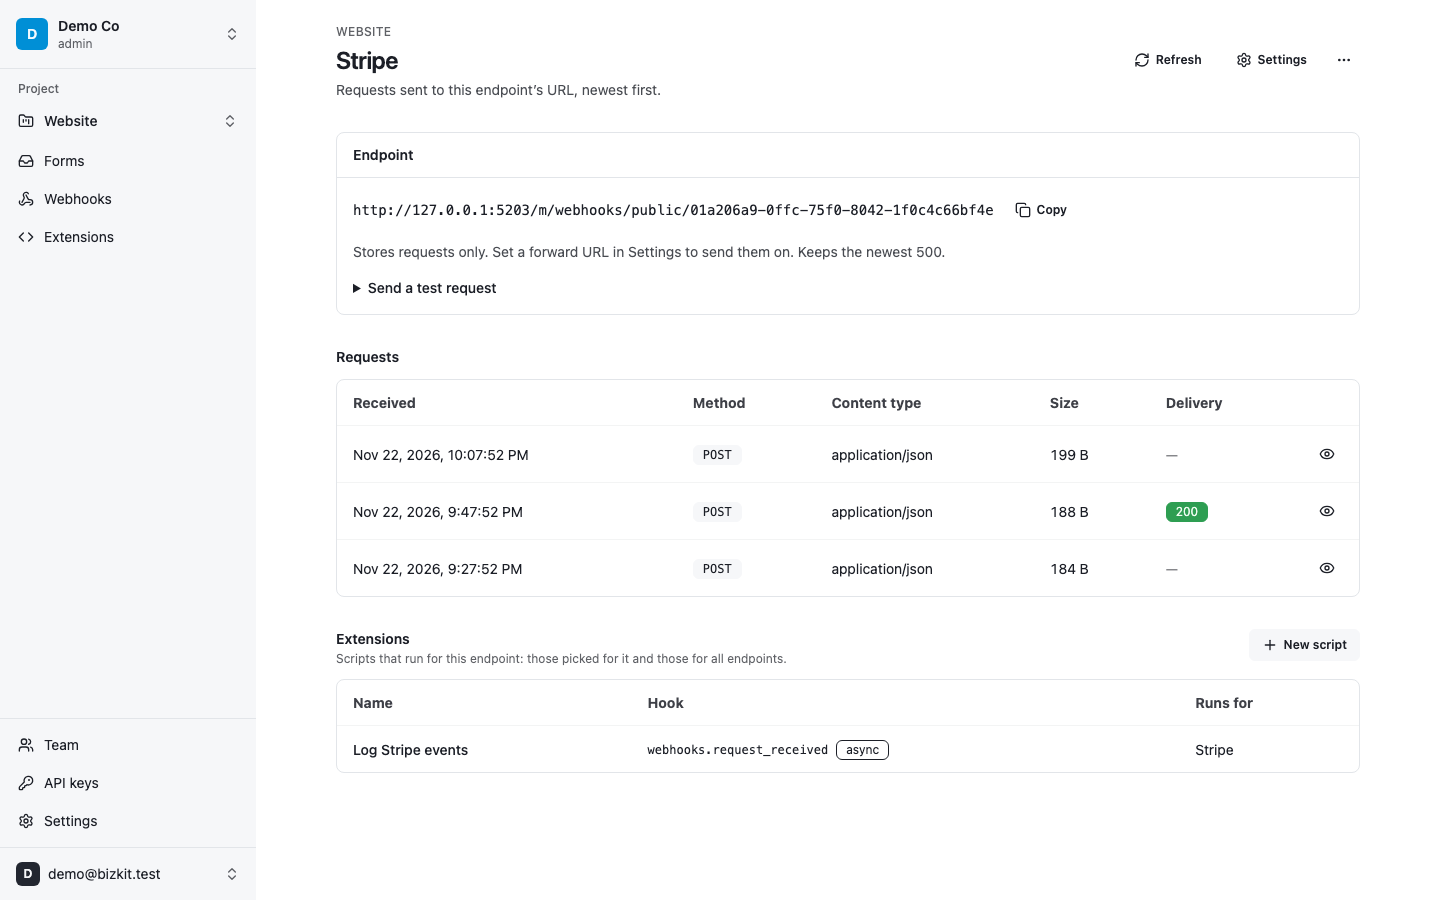 D
Demo Co
admin
Project
Website
Forms
Webhooks
Extensions
Team
API keys
Settings
D
demo@bizkit.test
WEBSITE
Stripe
Refresh
Settings
Requests sent to this endpoint’s URL, newest first.
Endpoint
http://127.0.0.1:5203/m/webhooks/public/01a206a9-0ffc-75f0-8042-1f0c4c66bf4e Copy
Stores requests only. Set a forward URL in Settings to send them on. Keeps the newest 500.
Send a test request
Requests
Received Method Content type Size Delivery
Nov 22, 2026, 10:07:52 PM POST application/json 199 B —
Nov 22, 2026, 9:47:52 PM POST application/json 188 B 200
Nov 22, 2026, 9:27:52 PM POST application/json 184 B —
Extensions
Scripts that run for this endpoint: those picked for it and those for all endpoints.
New script
Name Hook Runs for
Log Stripe events webhooks.request_received async Stripe